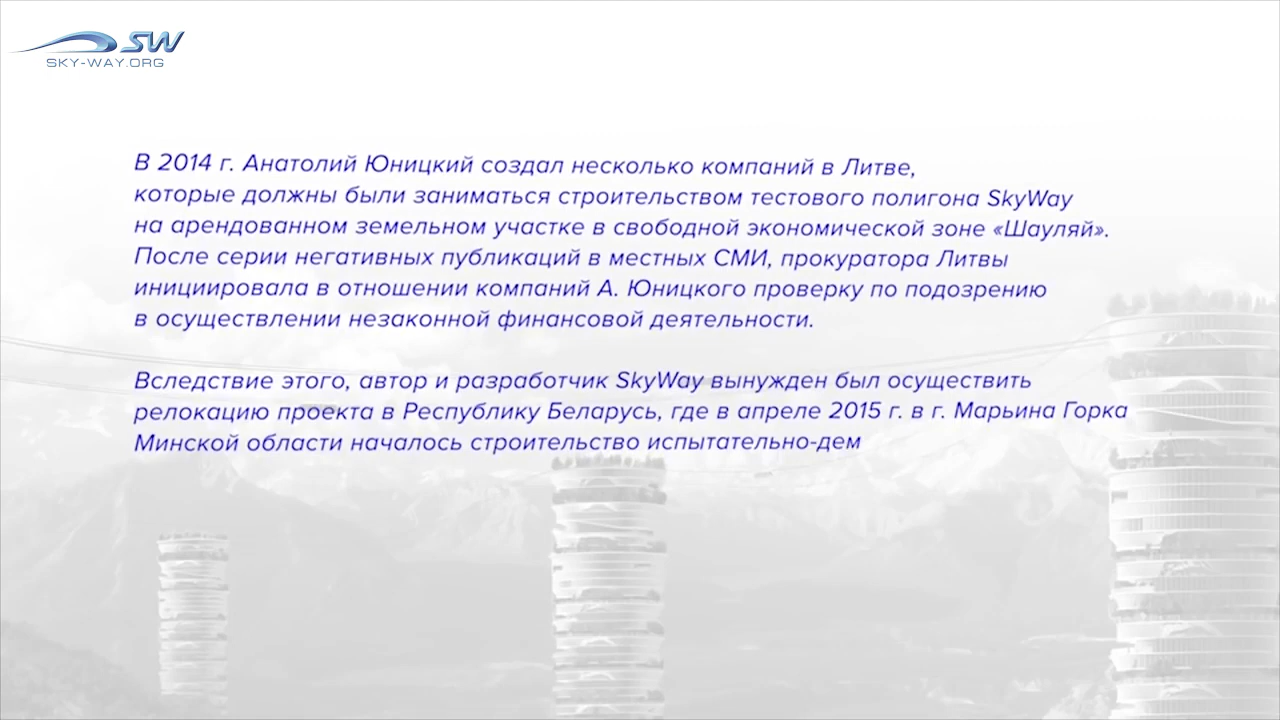 SW
SKY-WAY.ORG
В 2014 г. Анатолий Юницкий создал несколько компаний в Литве,
которые должны были заниматься строительством тестового полигона SkyWay
на арендованном земельном участке в свободной экономической зоне «Шауляй».
После серии негативных публикаций в местных СМИ, прокуратора Литвы
инициировала в отношении компаний А. Юницкого проверку по подозрению
в осуществлении незаконной финансовой деятельности.
Вследствие этого, автор и разработчик SkyWay вынужден был осуществить
релокацию проекта в Республику Беларусь, где в апреле 2015 г. в г. Марьина Горка
Минской области началось строительство испытательно-дем